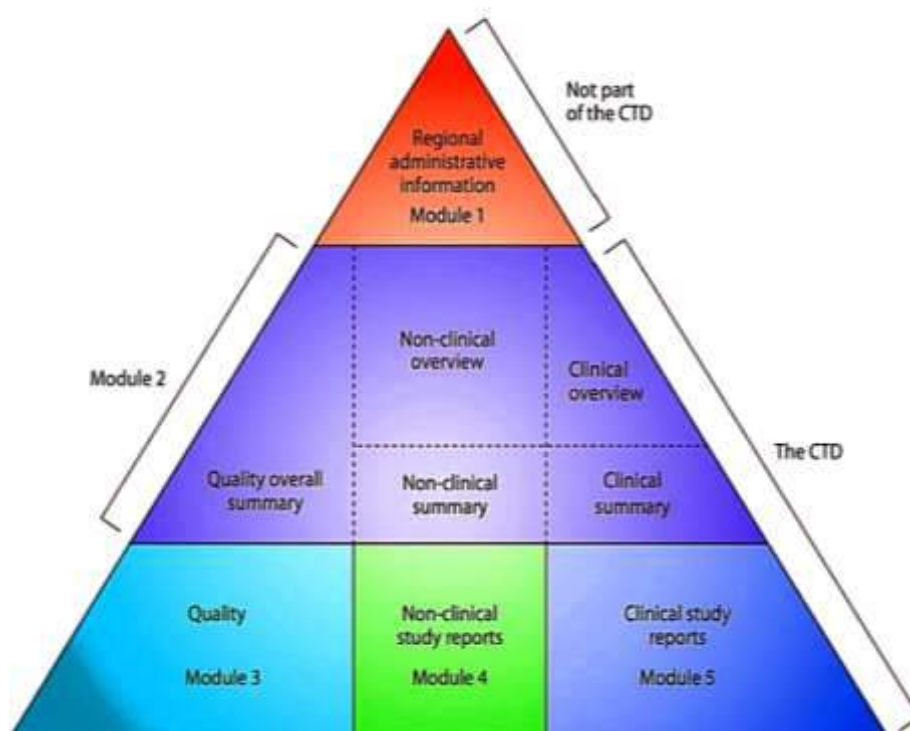 Not part
of the CTD
Regional
administrative
information
Module 1
Module 2
Non-clinical
overview
Clinical
overview
The CTD
Quality overall
summary
Non-clinical
summary
Clinical
summary
Quality
Module 3
Non-clinical
study reports
Module 4
Clinical study
reports
Module 5